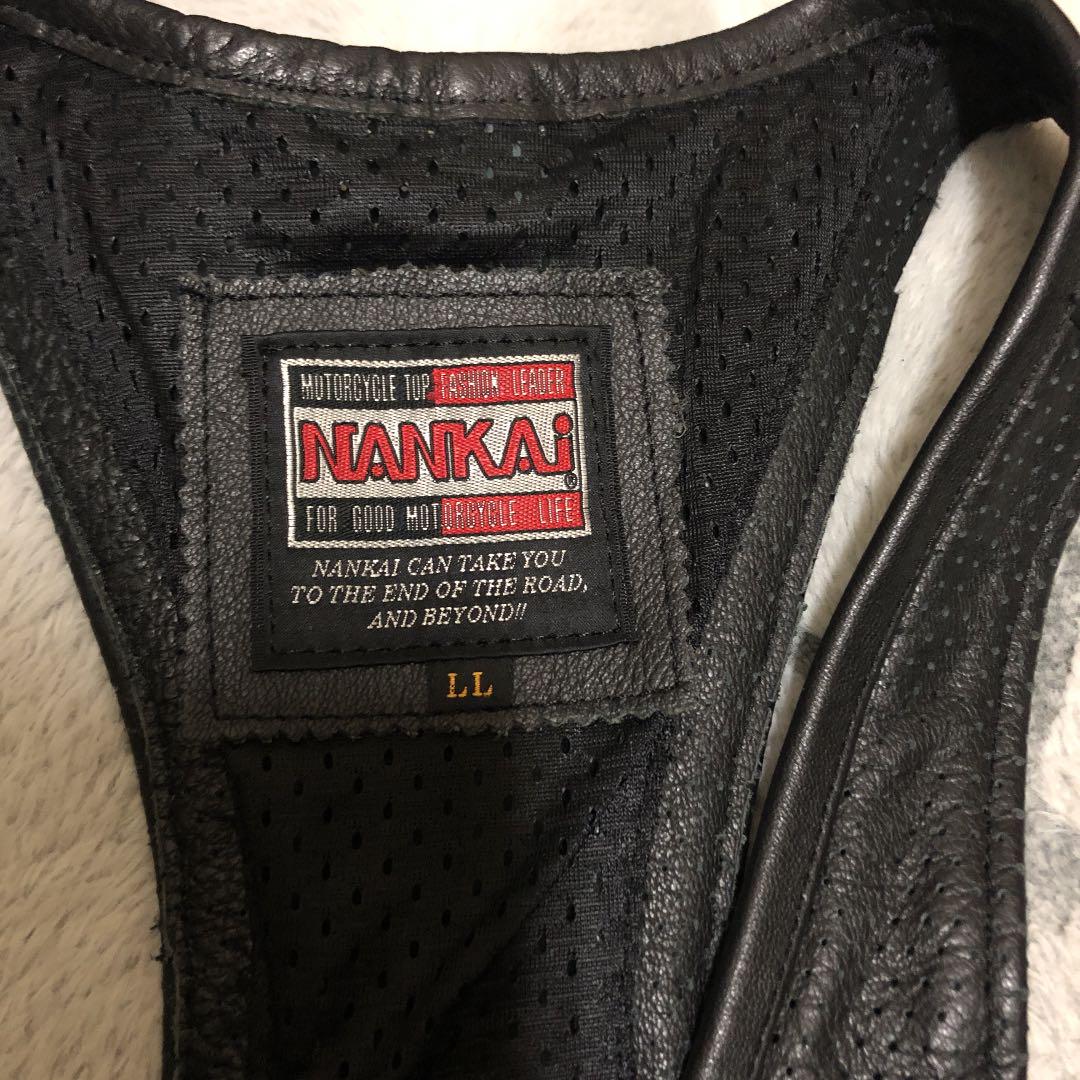 MOTORCYCLE TOP FASHION LEADER
NANKAi®
FOR GOOD MOTORCYCLE LIFE
NANKAI CAN TAKE YOU
TO THE END OF THE ROAD,
AND BEYOND!!
LL